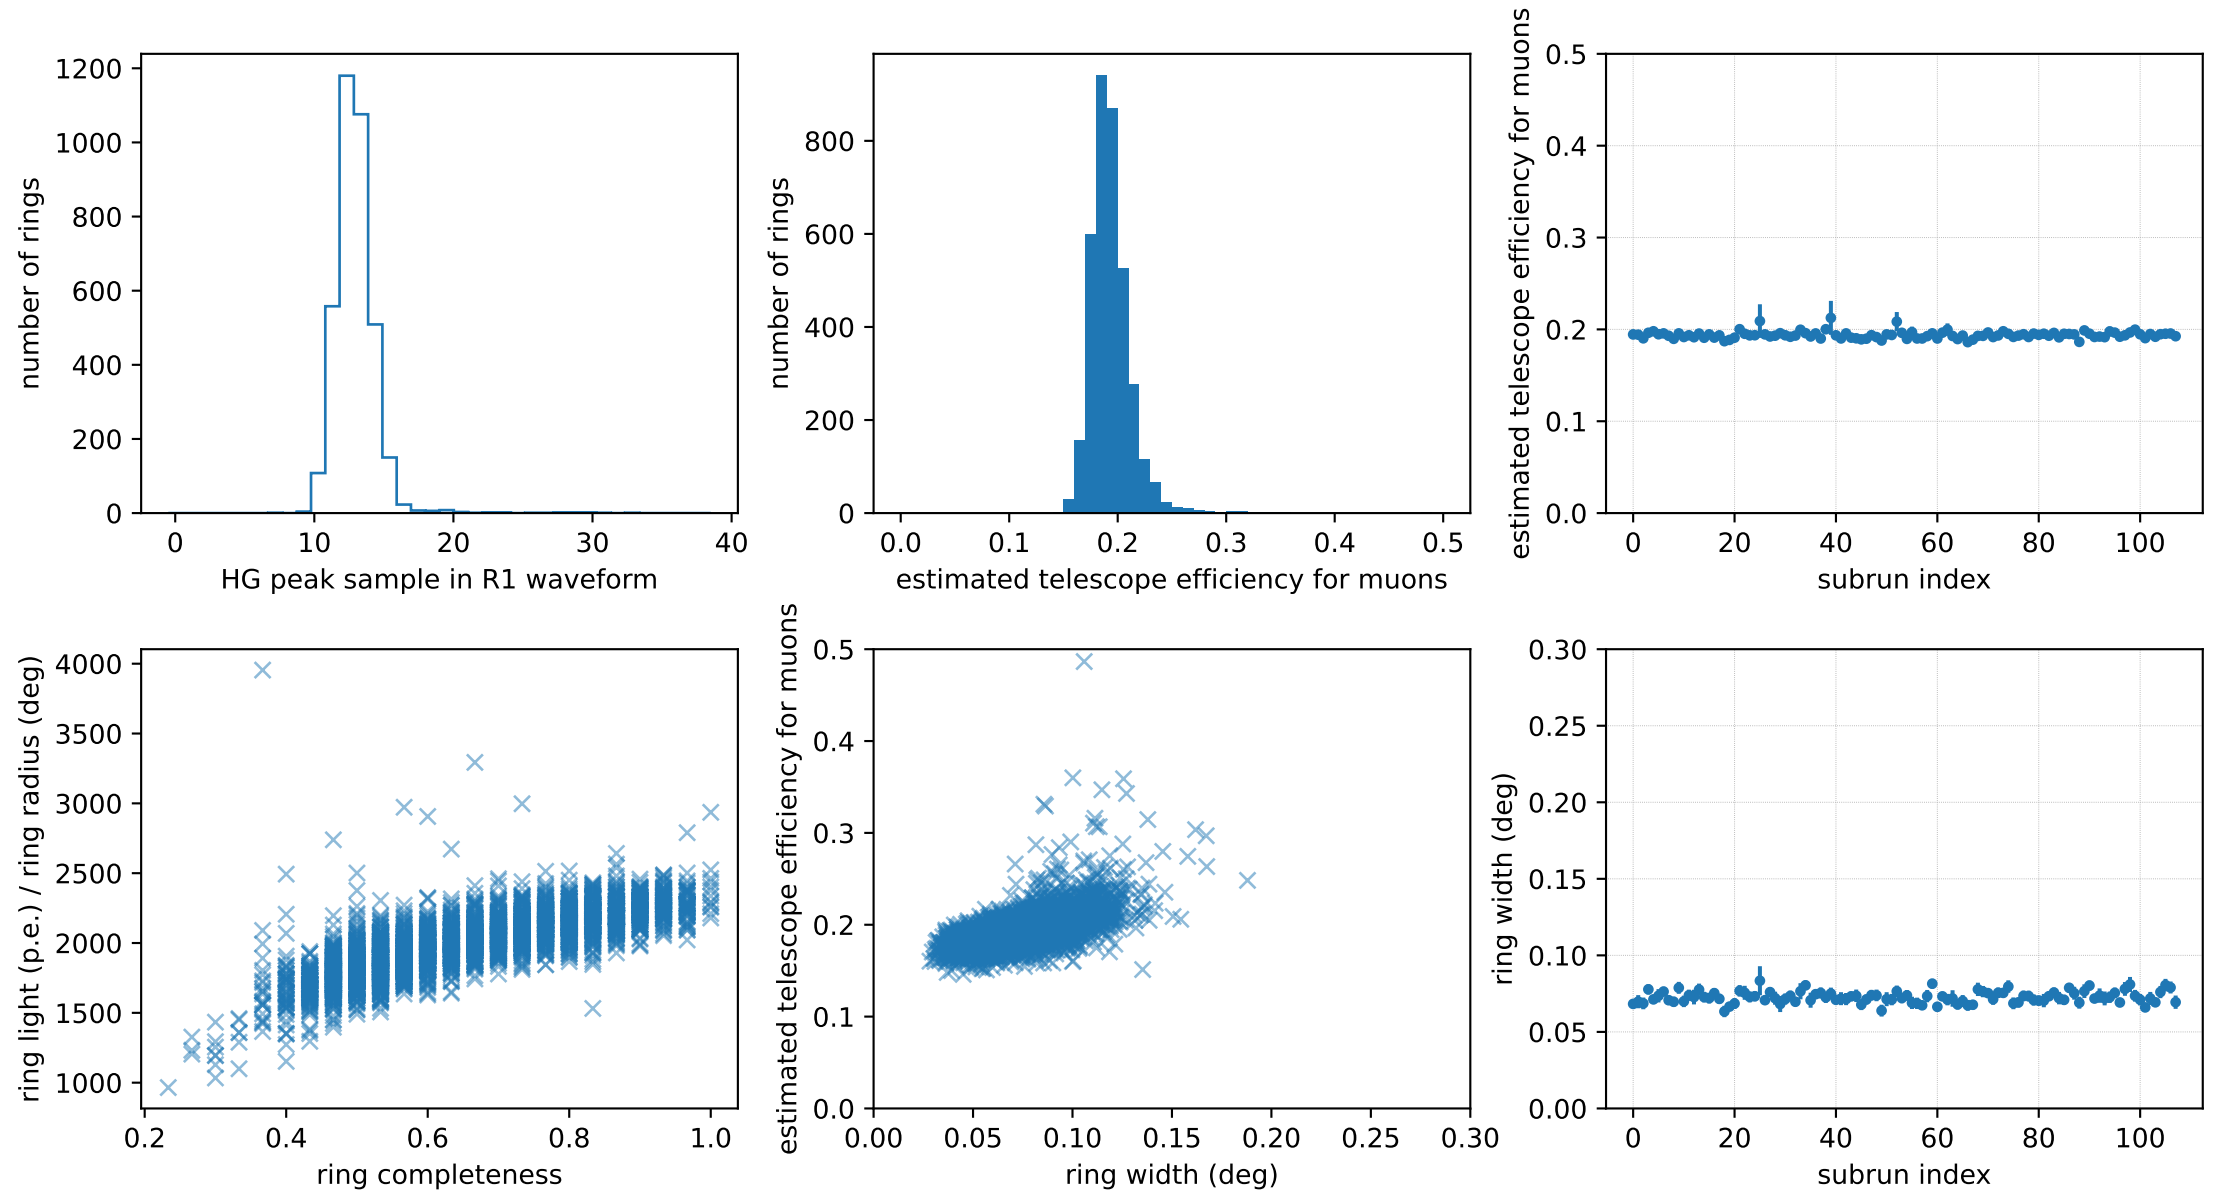 1200
1000
800
600
400
200
0
number of rings
0 10 20 30 40
HG peak sample in R1 waveform
800
600
400
200
0
number of rings
0.0 0.1 0.2 0.3 0.4 0.5
estimated telescope efficiency for muons
0.5
0.4
0.3
0.2
0.1
0.0
estimated telescope efficiency for muons
0 20 40 60 80 100
subrun index
4000
3500
3000
2500
2000
1500
1000
ring light (p.e.) / ring radius (deg)
0.2 0.4 0.6 0.8 1.0
ring completeness
0.5
0.4
0.3
0.2
0.1
0.0
estimated telescope efficiency for muons
0.00 0.05 0.10 0.15 0.20 0.25 0.30
ring width (deg)
0.30
0.25
0.20
0.15
0.10
0.05
0.00
ring width (deg)
0 20 40 60 80 100
subrun index